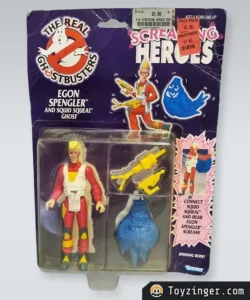 THE REAL
GHOSTBUSTERS
SCREAMING
HEROES
EGON
SPENGLER
AND SQUID SQUEAL
GHOST
CONNECT
SQUID
SQUEAL
AND HEAR
EGON
SPENGLER
SCREAM!
Kenner
© Toyzinger.com